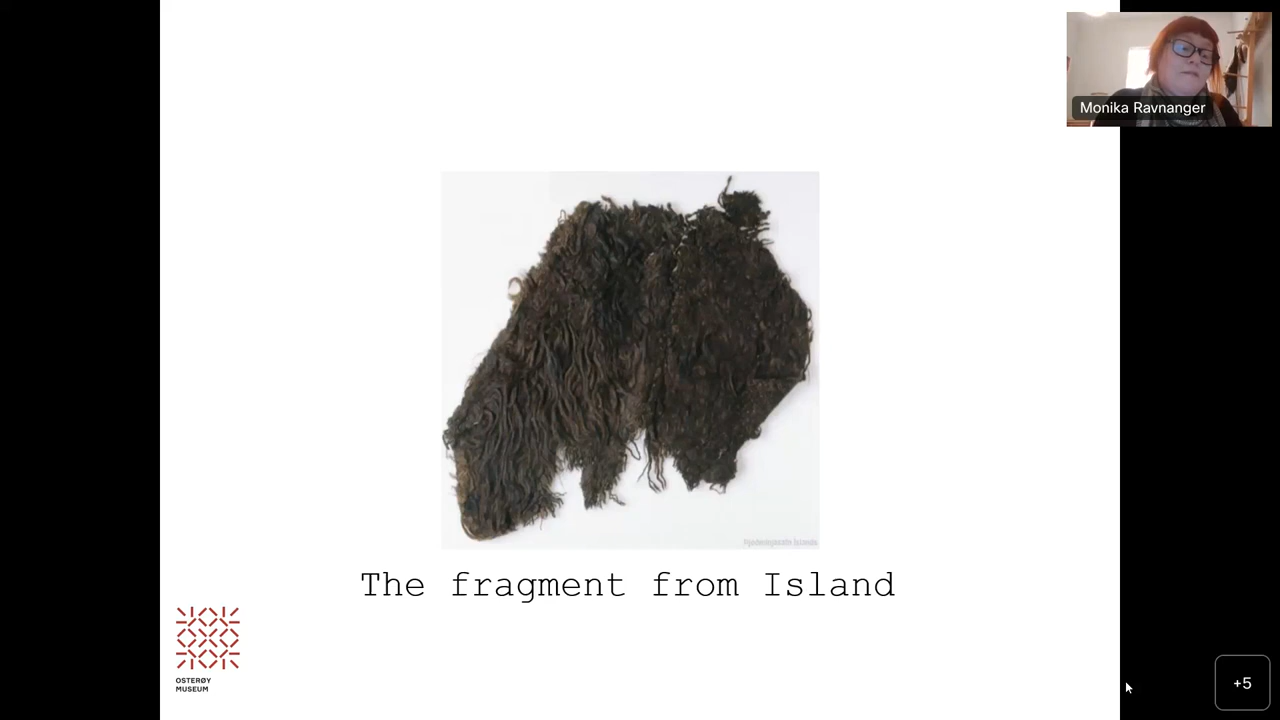 Monika Ravnanger
The fragment from Island
OSTERØY
MUSEUM
+5